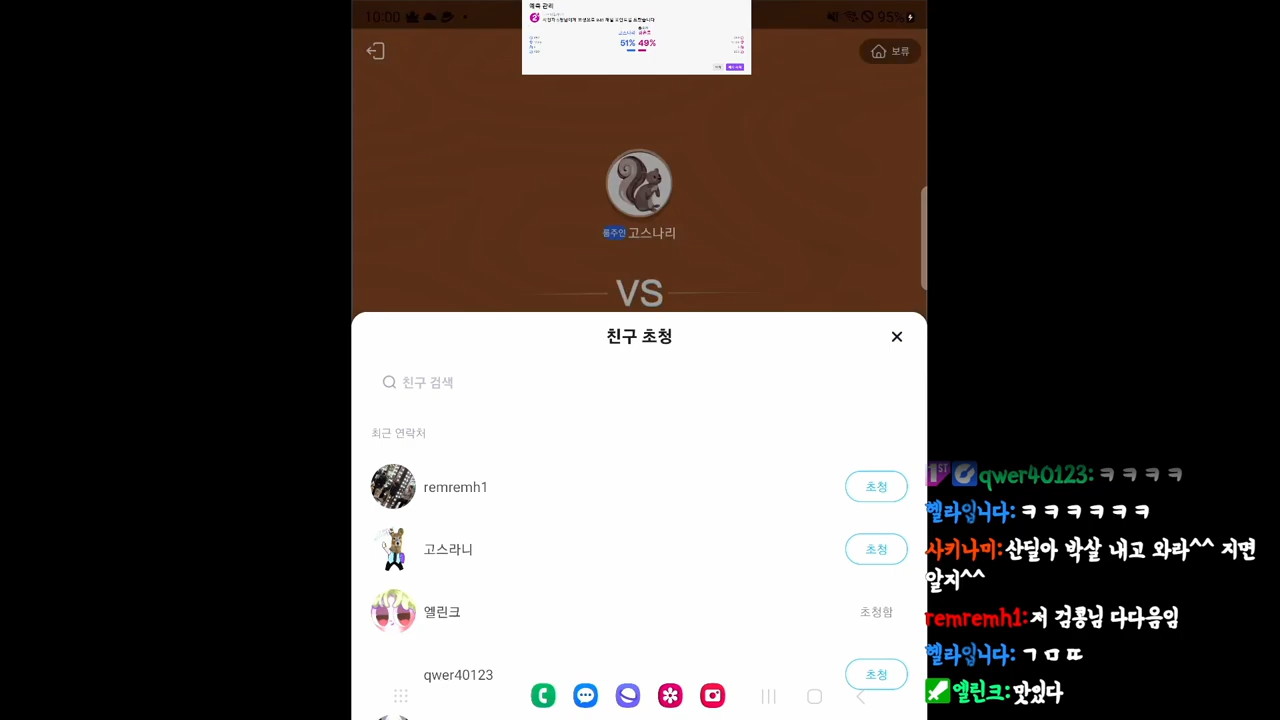 10:00
95%
예측 관리
51% 49%
보류
룸주인 고스나리
VS
친구 초청
친구 검색
최근 연락처
remremh1
초청
고스라니
초청
엘린크
초청함
qwer40123
초청
1ST qwer40123: ㅋㅋㅋㅋ
헬라입니다: ㅋㅋㅋㅋㅋㅋ
사키나미: 산딜아 박살 내고 와라^^ 지면
알지^^
remremh1: 저 검콩님 다다음임
헬라입니다: ㄱㅁㄸ
엘린크: 맛있다